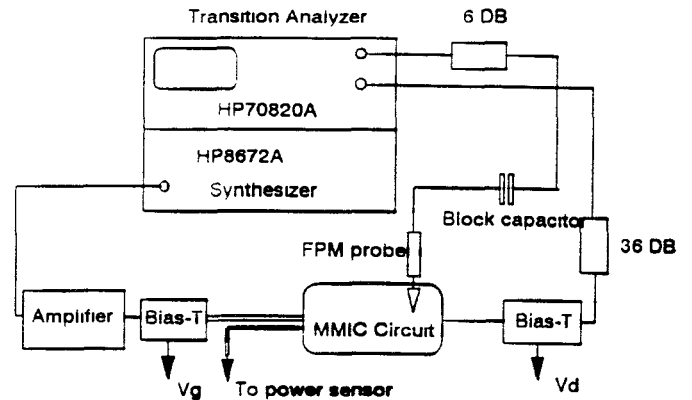 Transition Analyzer
6 DB
HP70820A
HP8672A
Synthesizer
Block capacitor
FPM probe
36 DB
Amplifier
Bias-T
MMIC Circuit
Bias-T
Vg
To power sensor
Vd